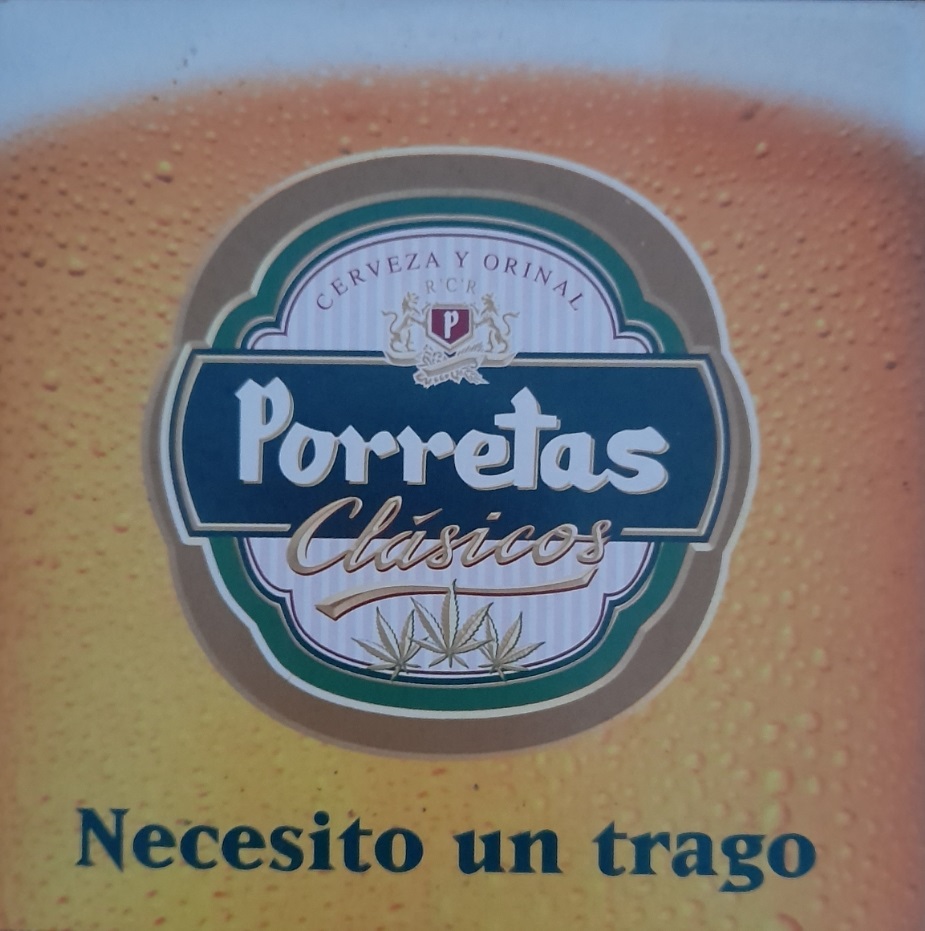 CERVEZA Y ORINAL
R'C'R
P
Porretas
Clásicos
Necesito un trago